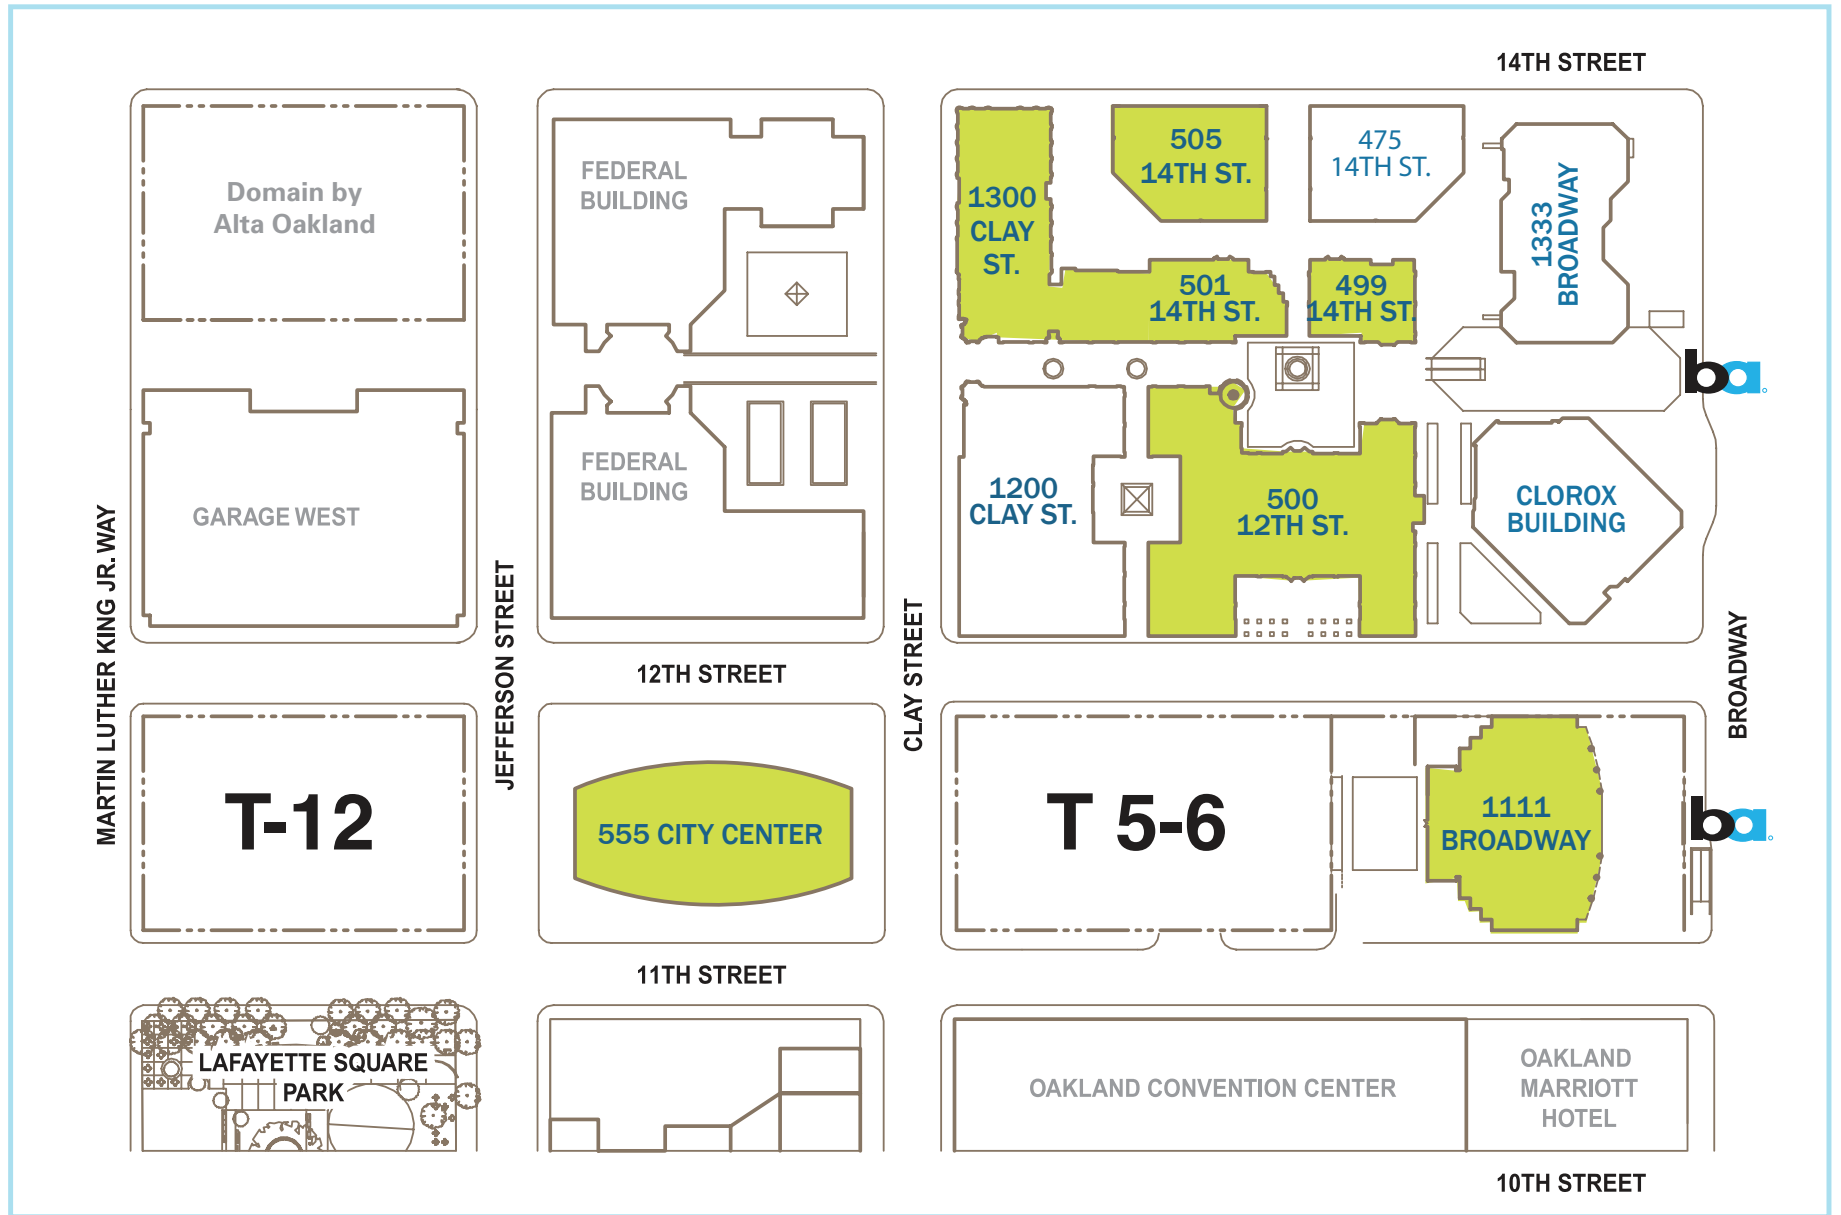 14TH STREET
Domain by
Alta Oakland
FEDERAL
BUILDING
1300
CLAY
ST.
505
14TH ST.
475
14TH ST.
1333
BROADWAY
501
14TH ST.
499
14TH ST.
ba
GARAGE WEST
FEDERAL
BUILDING
1200
CLAY ST.
500
12TH ST.
CLOROX
BUILDING
MARTIN LUTHER KING JR. WAY
JEFFERSON STREET
12TH STREET
CLAY STREET
BROADWAY
T-12
555 CITY CENTER
T 5-6
1111
BROADWAY
ba
11TH STREET
LAFAYETTE SQUARE
PARK
OAKLAND CONVENTION CENTER
OAKLAND
MARRIOTT
HOTEL
10TH STREET